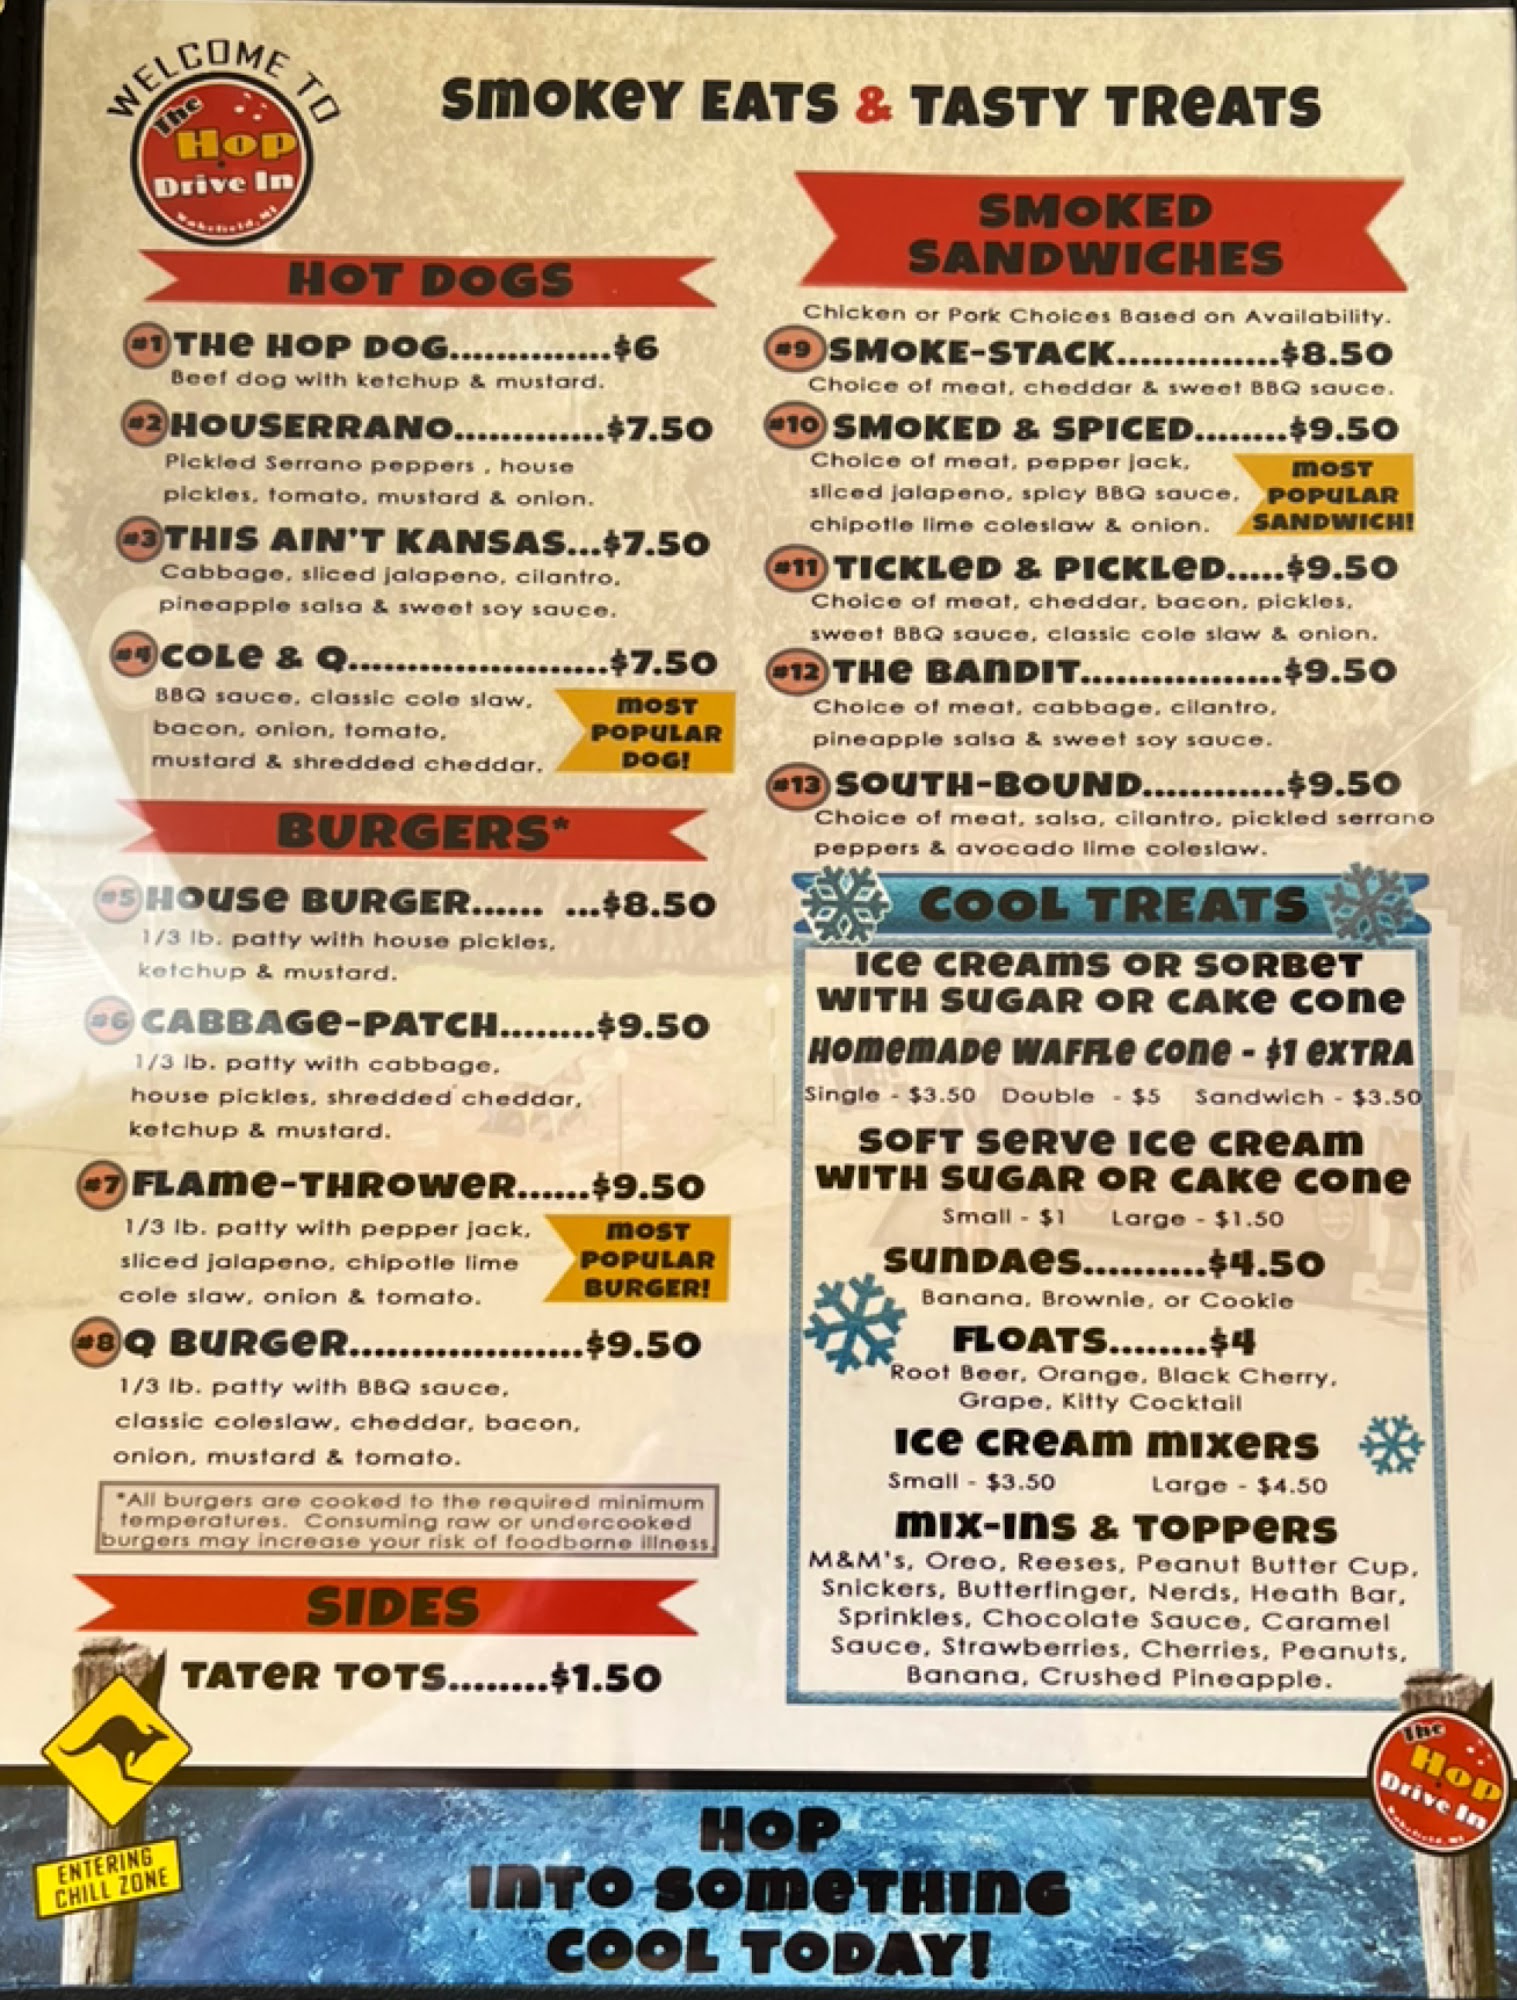 WELCOME TO
The
Hop
Drive In
Wakefield, MI
SMOKEY EATS & TASTY TREATS
HOT DOGS
#1 THE HOP DOG..............$6
Beef dog with ketchup & mustard.
#2 HOUSERRANO.............$7.50
Pickled Serrano peppers , house
pickles, tomato, mustard & onion.
#3 THIS AIN'T KANSAS...$7.50
Cabbage, sliced jalapeno, cilantro,
pineapple salsa & sweet soy sauce.
#4 COLE & Q.......................$7.50
BBQ sauce, classic cole slaw,
bacon, onion, tomato,
mustard & shredded cheddar.
MOST
POPULAR
DOG!
BURGERS*
#5 HOUSE BURGER...... ...$8.50
1/3 lb. patty with house pickles,
ketchup & mustard.
#6 CABBAGE-PATCH........$9.50
1/3 lb. patty with cabbage,
house pickles, shredded cheddar,
ketchup & mustard.
#7 FLAME-THROWER......$9.50
1/3 lb. patty with pepper jack,
sliced jalapeno, chipotle lime
cole slaw, onion & tomato.
MOST
POPULAR
BURGER!
#8 Q BURGER....................$9.50
1/3 lb. patty with BBQ sauce,
classic coleslaw, cheddar, bacon,
onion, mustard & tomato.
*All burgers are cooked to the required minimum
temperatures. Consuming raw or undercooked
burgers may increase your risk of foodborne illness.
SIDES
TATER TOTS.........$1.50
SMOKED
SANDWICHES
Chicken or Pork Choices Based on Availability.
#9 SMOKE-STACK..............$8.50
Choice of meat, cheddar & sweet BBQ sauce.
#10 SMOKED & SPICED........$9.50
Choice of meat, pepper jack,
sliced jalapeno, spicy BBQ sauce,
chipotle lime coleslaw & onion.
MOST
POPULAR
SANDWICH!
#11 TICKLED & PICKLED.....$9.50
Choice of meat, cheddar, bacon, pickles,
sweet BBQ sauce, classic cole slaw & onion.
#12 THE BANDIT.................$9.50
Choice of meat, cabbage, cilantro,
pineapple salsa & sweet soy sauce.
#13 SOUTH-BOUND............$9.50
Choice of meat, salsa, cilantro, pickled serrano
peppers & avocado lime coleslaw.
COOL TREATS
ICE CREAMS OR SORBET
WITH SUGAR OR CAKE CONE
HOMEMADE WAFFLE CONE - $1 EXTRA
Single - $3.50 Double - $5 Sandwich - $3.50
SOFT SERVE ICE CREAM
WITH SUGAR OR CAKE CONE
Small - $1 Large - $1.50
SUNDAES..........$4.50
Banana, Brownie, or Cookie
FLOATS........$4
Root Beer, Orange, Black Cherry,
Grape, Kitty Cocktail
ICE CREAM MIXERS
Small - $3.50 Large - $4.50
MIX-INS & TOPPERS
M&M's, Oreo, Reeses, Peanut Butter Cup,
Snickers, Butterfinger, Nerds, Heath Bar,
Sprinkles, Chocolate Sauce, Caramel
Sauce, Strawberries, Cherries, Peanuts,
Banana, Crushed Pineapple.
ENTERING
CHILL ZONE
HOP
INTO SOMETHING
COOL TODAY!
The
Hop
Drive In
Wakefield, MI